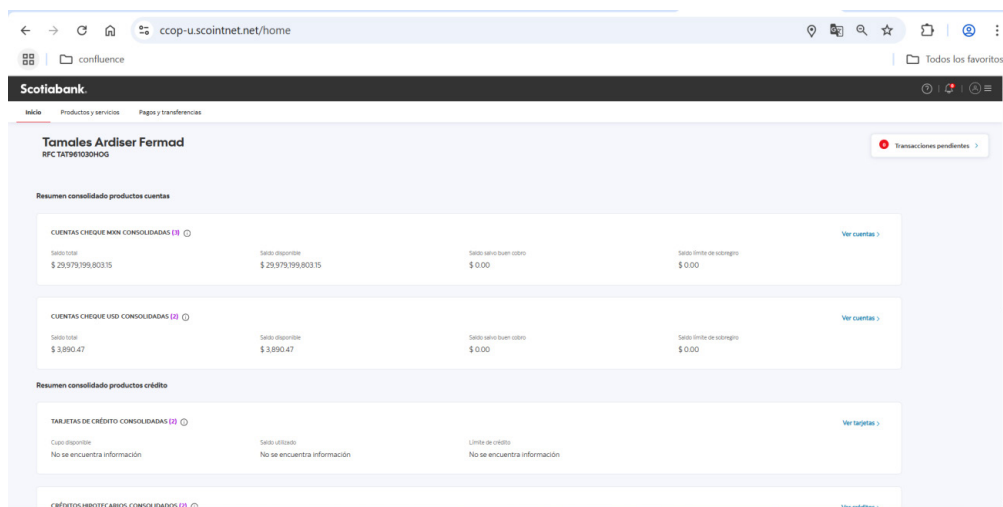 ccop-u.scointnet.net/home
confluence
Todos los favoritos
Scotiabank.
Inicio Productos y servicios Pagos y transferencias
Tamales Ardiser Fermad
RFC TAT961030HOG
Transacciones pendientes >
Resumen consolidado productos cuentas
CUENTAS CHEQUE MXN CONSOLIDADAS (3)
Ver cuentas >
Saldo total Saldo disponible Saldo salvo buen cobro Saldo límite de sobregiro
$ 29,979,199,803.15 $ 29,979,199,803.15 $ 0.00 $ 0.00
CUENTAS CHEQUE USD CONSOLIDADAS (2)
Ver cuentas >
Saldo total Saldo disponible Saldo salvo buen cobro Saldo límite de sobregiro
$ 3,890.47 $ 3,890.47 $ 0.00 $ 0.00
Resumen consolidado productos crédito
TARJETAS DE CRÉDITO CONSOLIDADAS (2)
Ver tarjetas >
Cupo disponible Saldo utilizado Límite de crédito
No se encuentra información No se encuentra información No se encuentra información
CRÉDITOS HIPOTECARIOS CONSOLIDADOS (2)
Ver créditos >